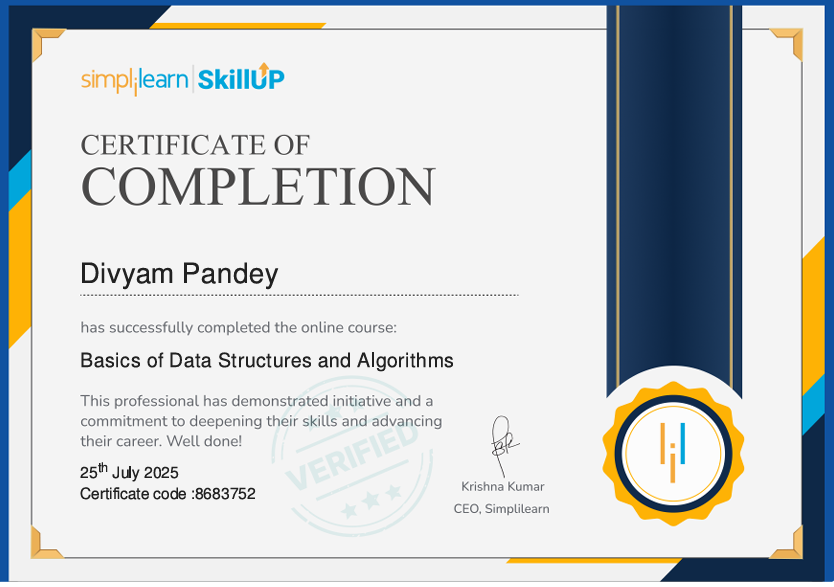 simplilearn | SkillUP
CERTIFICATE OF
COMPLETION
Divyam Pandey
has successfully completed the online course:
Basics of Data Structures and Algorithms
This professional has demonstrated initiative and a
commitment to deepening their skills and advancing
their career. Well done!
VERIFIED
25th July 2025
Certificate code :8683752
Krishna Kumar
CEO, Simplilearn